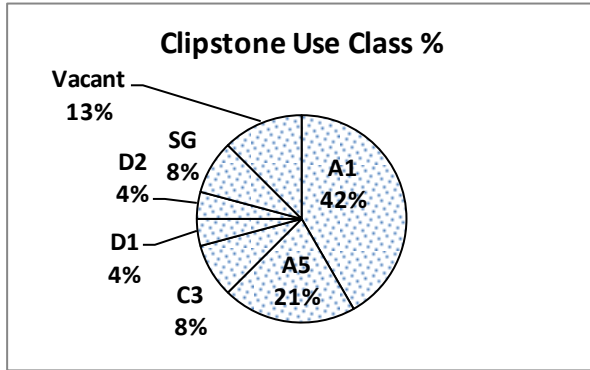 Clipstone Use Class %
Vacant
13%
SG
8%
D2
4%
D1
4%
C3
8%
A5
21%
A1
42%